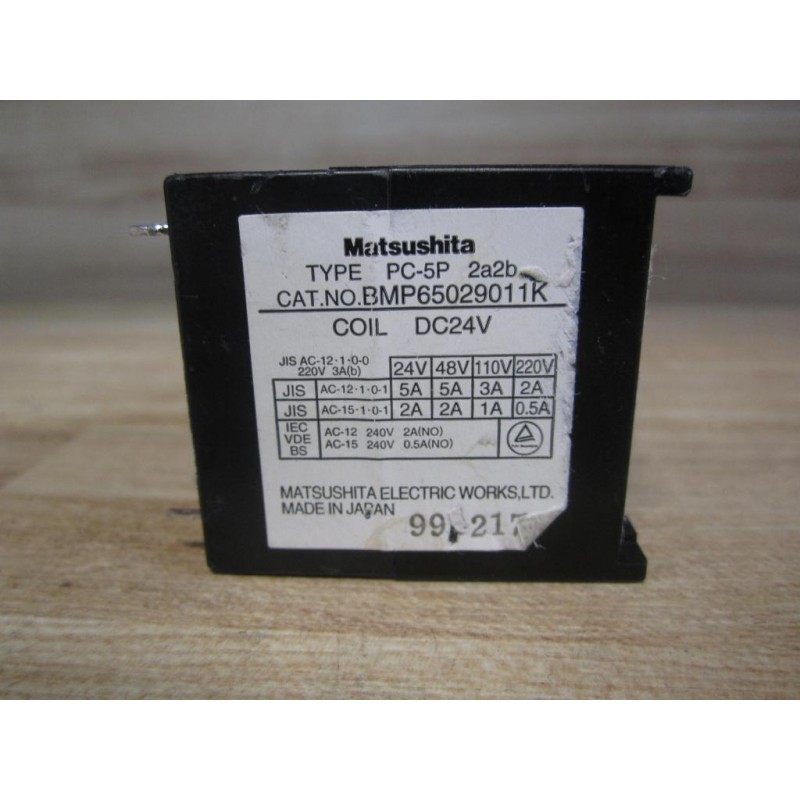 Matsushita
TYPE PC-5P 2a2b
CAT.NO.BMP65029011K
COIL DC24V
JIS AC-12·1·0-0
220V 3A(b)
24V 48V 110V 220V
JIS AC-12·1·0-1 5A 5A 3A 2A
JIS AC-15·1·0-1 2A 2A 1A 0.5A
IEC
VDE
BS
AC-12 240V 2A(NO)
AC-15 240V 0.5A(NO)
MATSUSHITA ELECTRIC WORKS,LTD.
MADE IN JAPAN